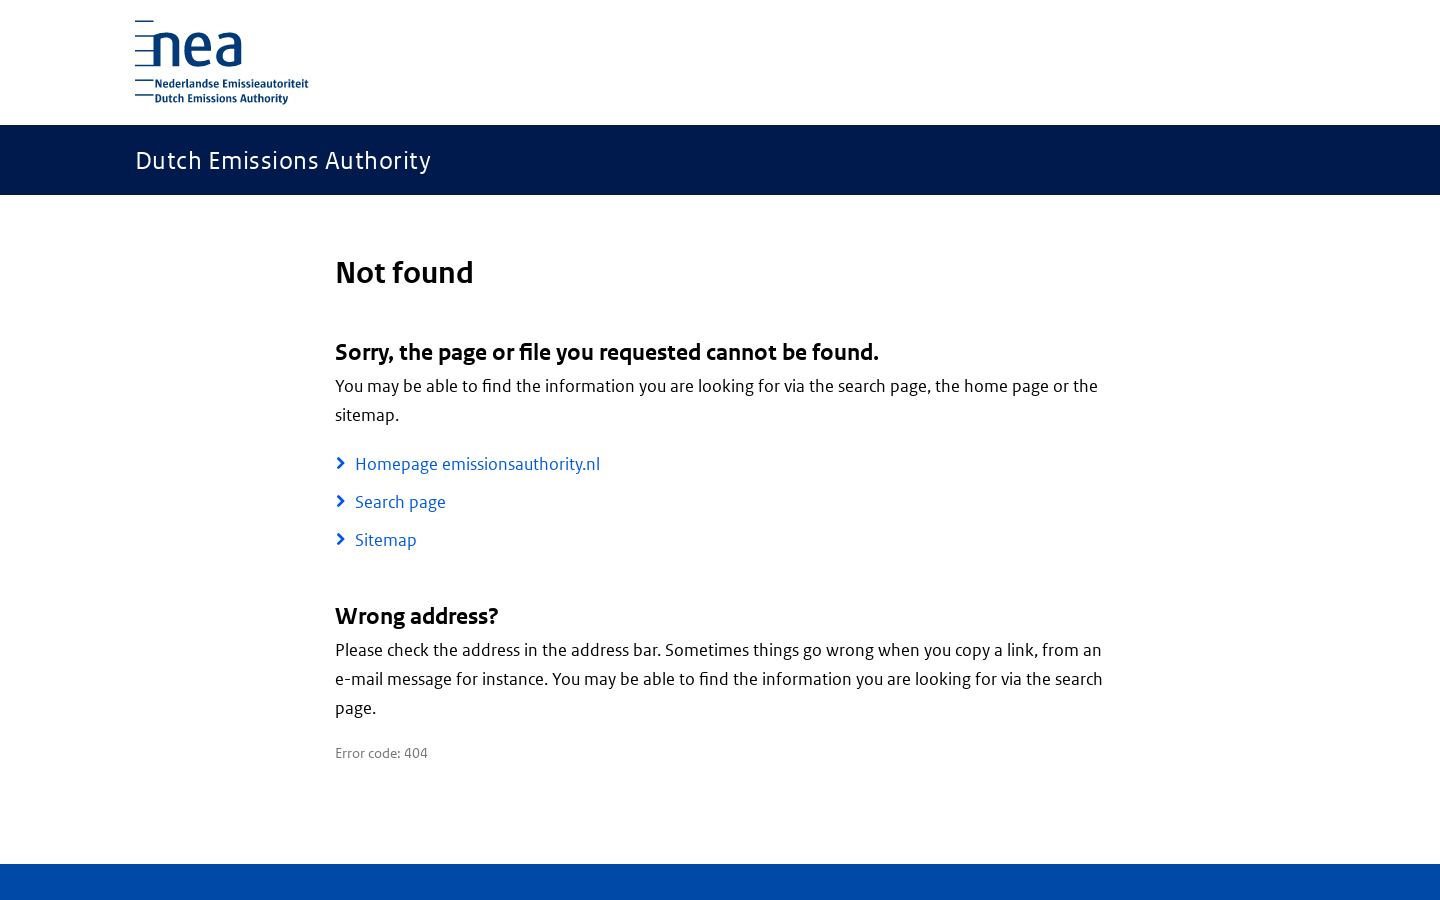 nea
Nederlandse Emissieautoriteit
Dutch Emissions Authority
Dutch Emissions Authority
Not found
Sorry, the page or file you requested cannot be found.
You may be able to find the information you are looking for via the search page, the home page or the
sitemap.
Homepage emissionsauthority.nl
Search page
Sitemap
Wrong address?
Please check the address in the address bar. Sometimes things go wrong when you copy a link, from an
e-mail message for instance. You may be able to find the information you are looking for via the search
page.
Error code: 404